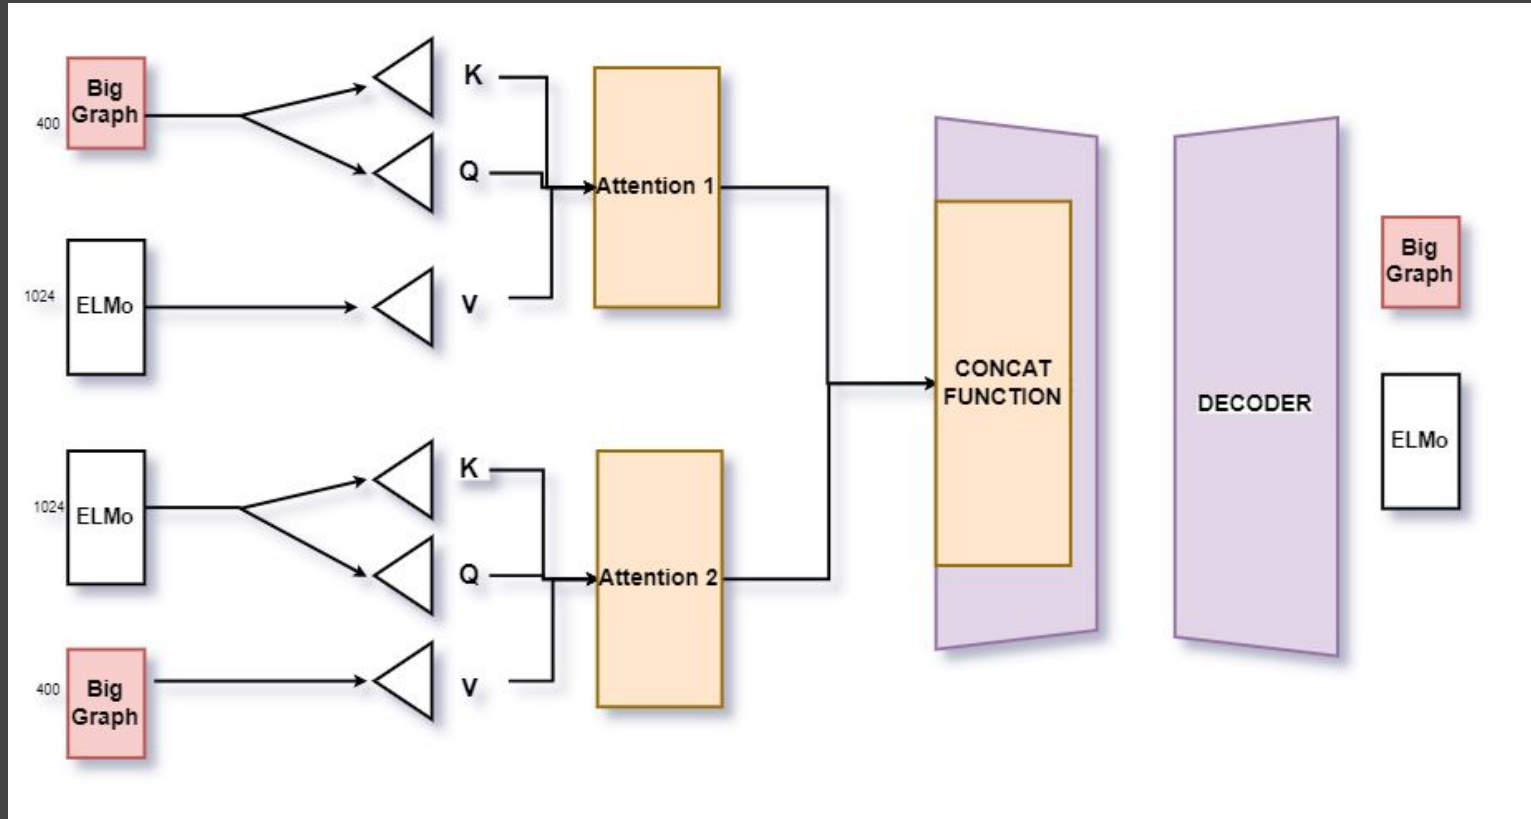 Big
Graph
400
K
Q
Attention 1
ELMo
1024
V
CONCAT
FUNCTION
DECODER
Big
Graph
ELMo
ELMo
1024
K
Q
Attention 2
Big
Graph
400
V